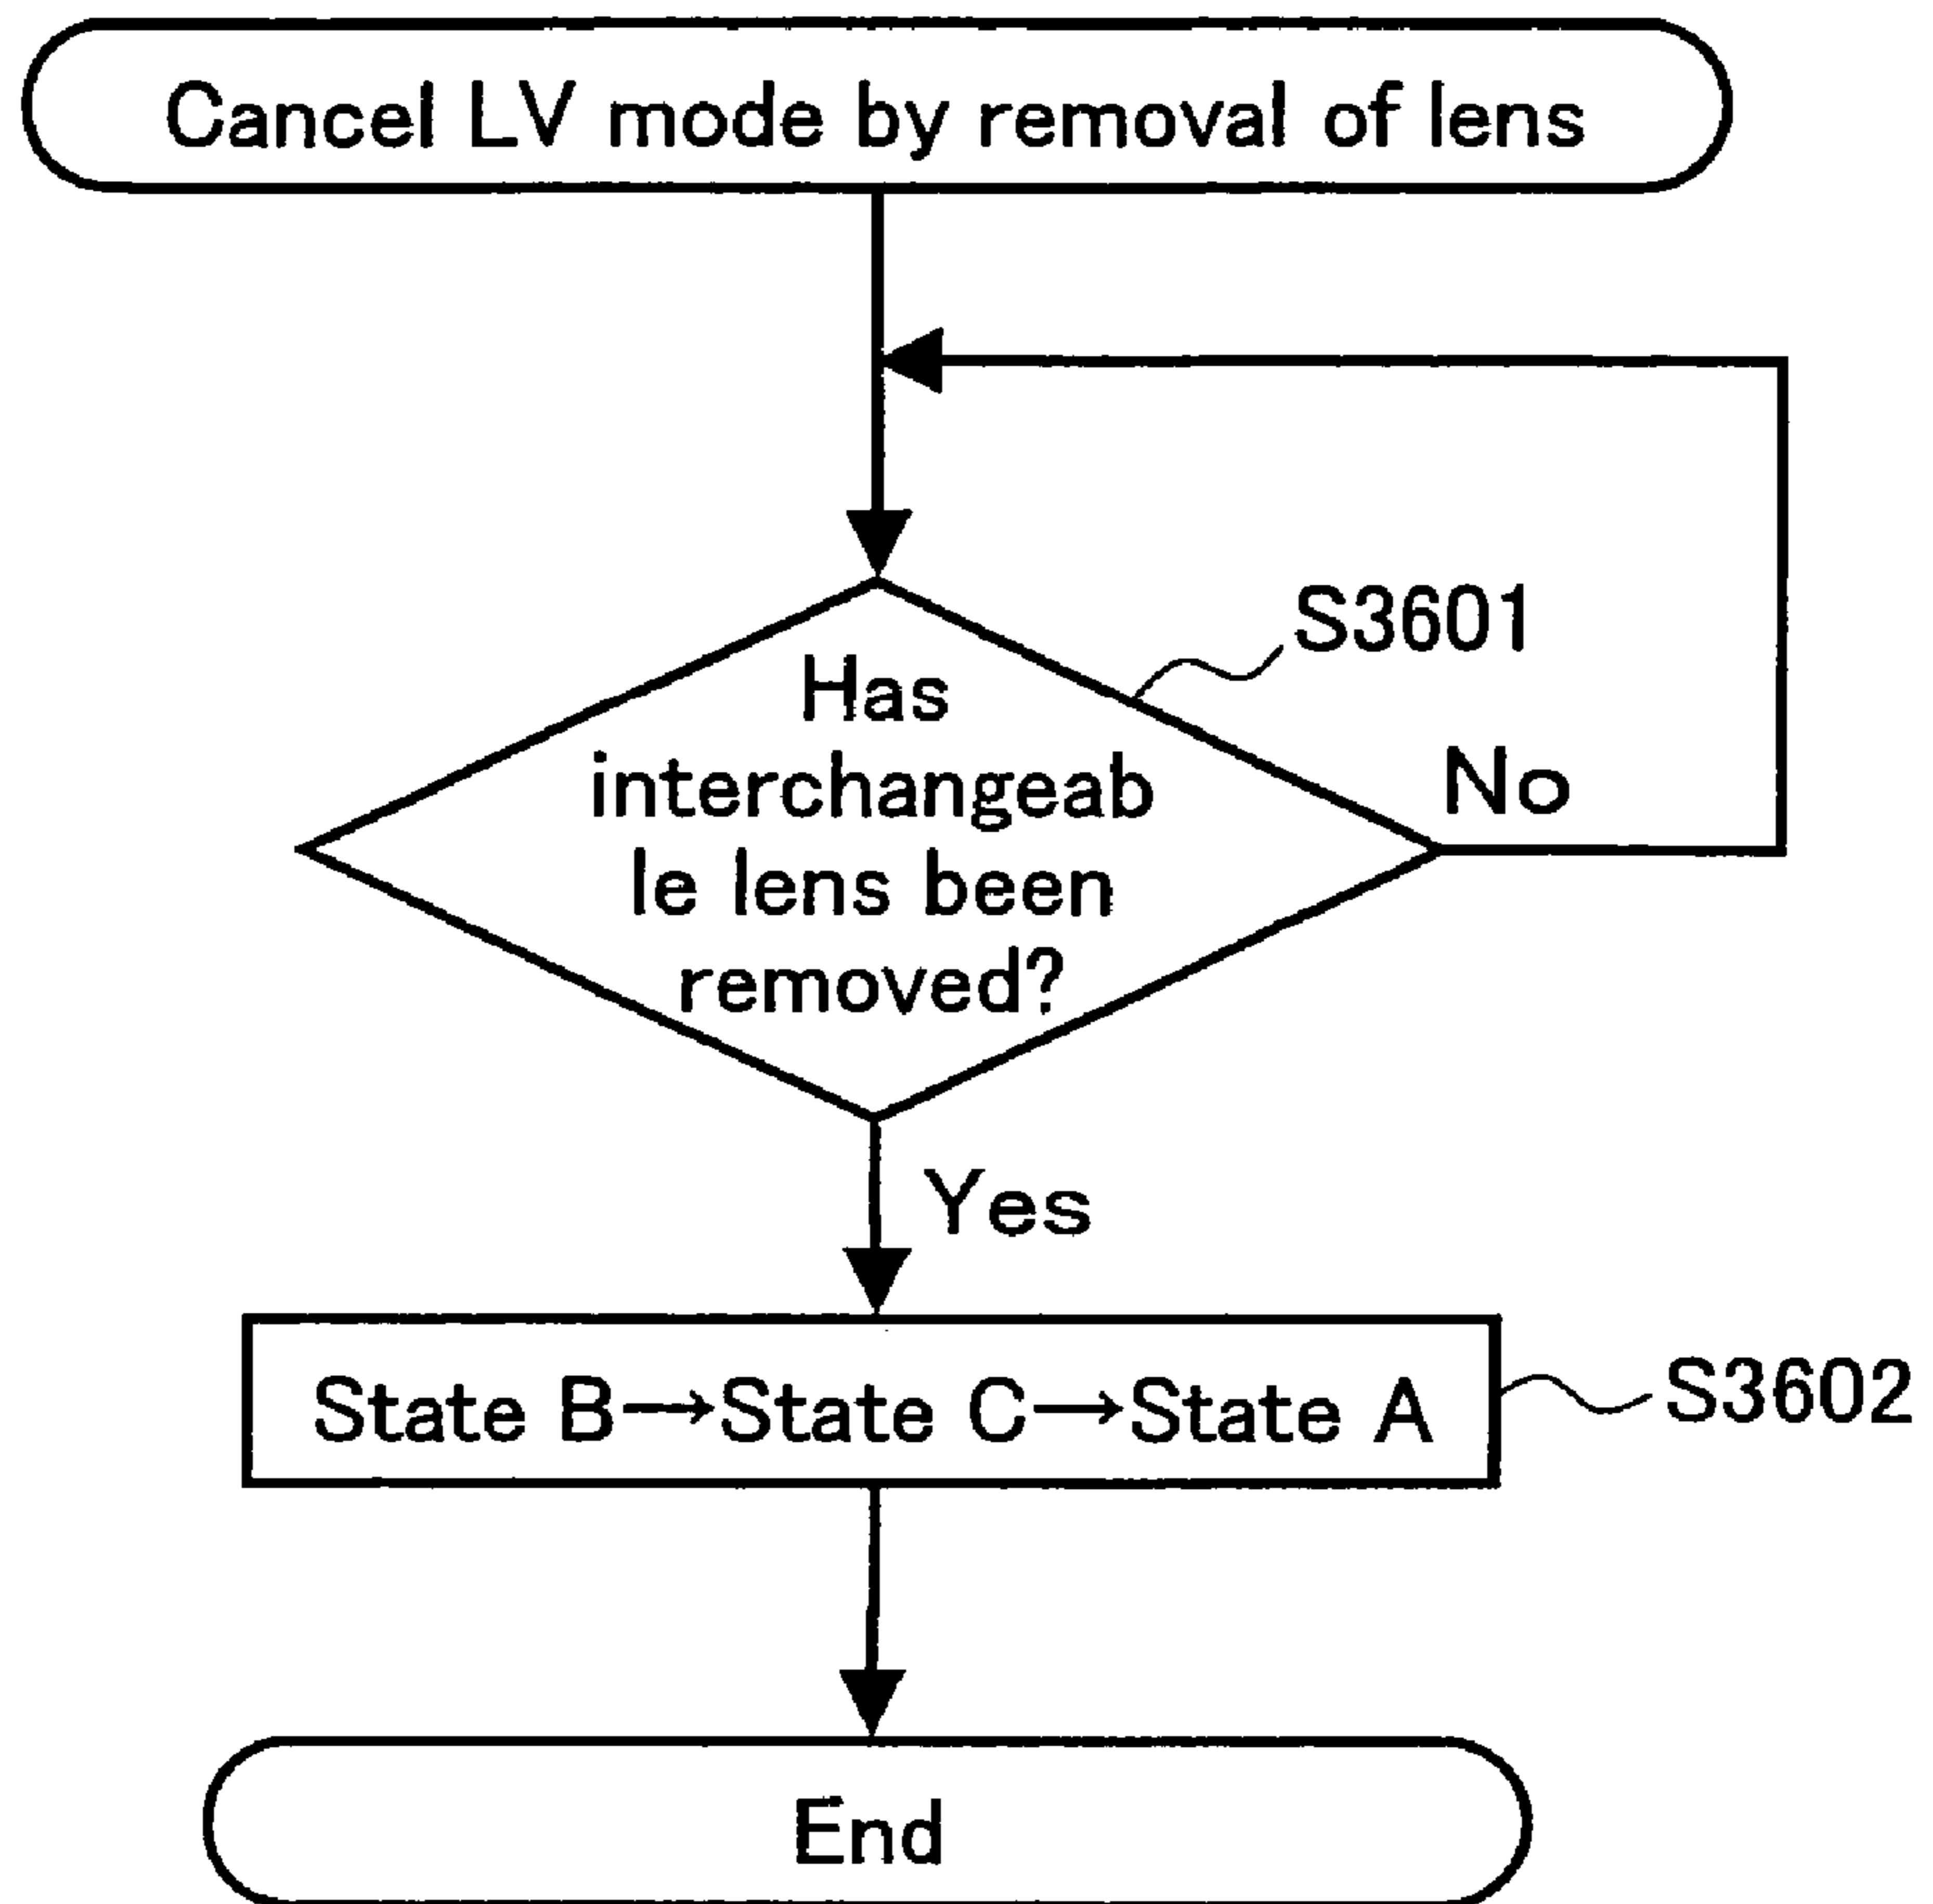 Cancel LV mode by removal of lens
S3601
Has
interchangeab
le lens been
removed?
No
Yes
State B→State C→State A
S3602
End